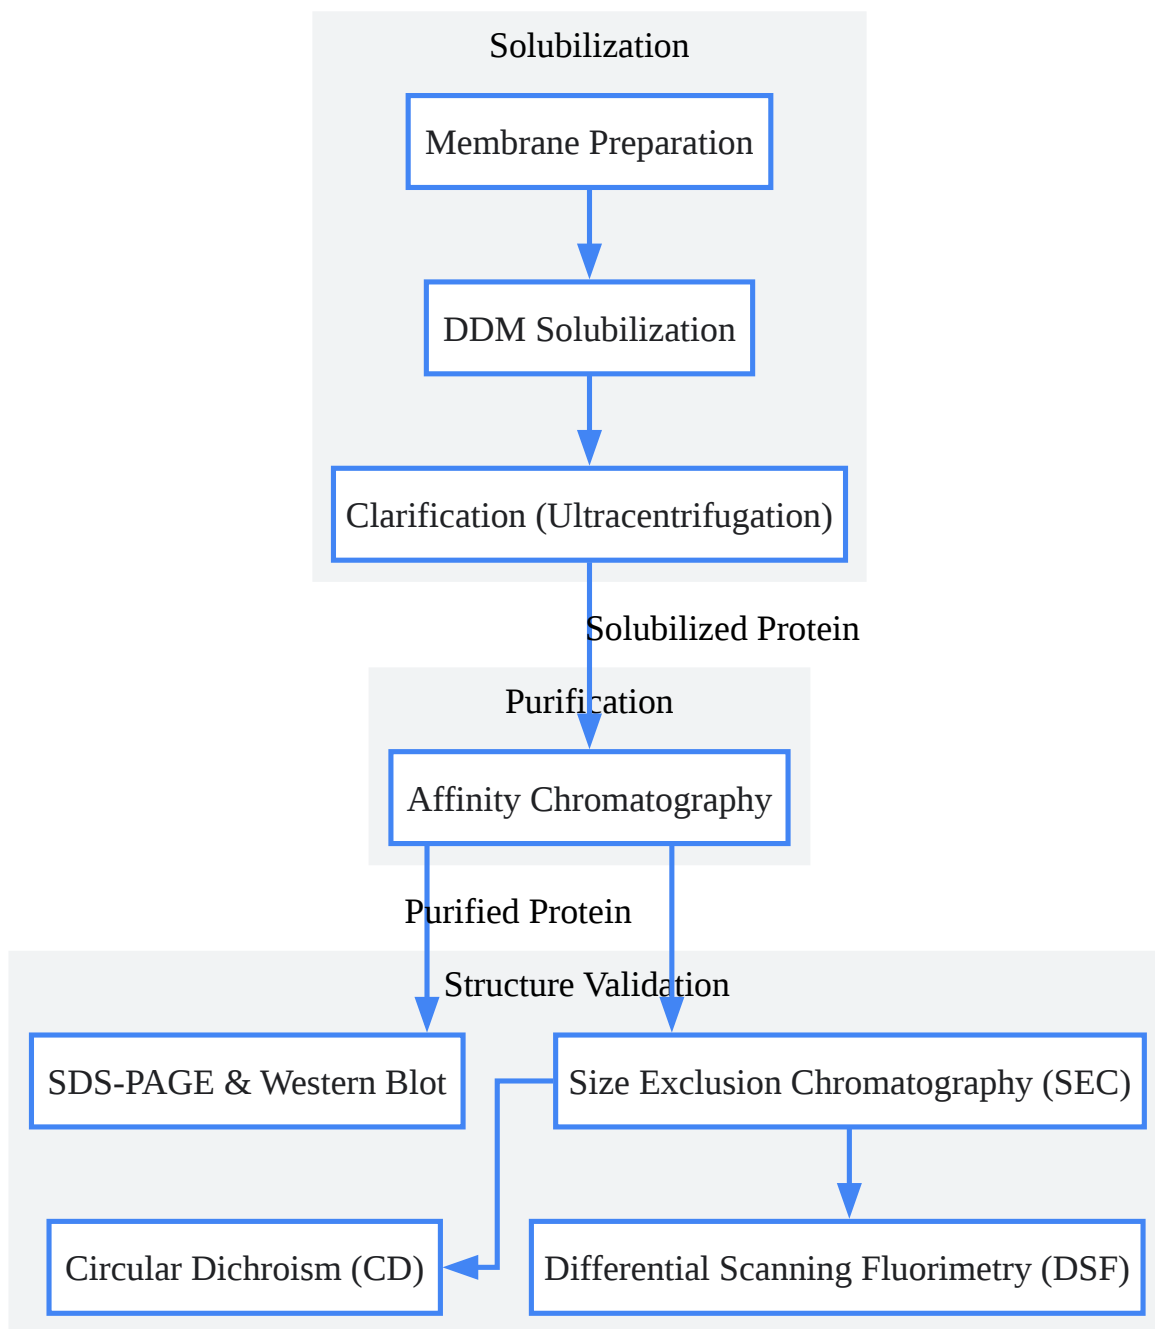 Solubilization
Membrane Preparation
DDM Solubilization
Clarification (Ultracentrifugation)
Solubilized Protein
Purification
Affinity Chromatography
Purified Protein
Structure Validation
SDS-PAGE & Western Blot
Size Exclusion Chromatography (SEC)
Circular Dichroism (CD)
Differential Scanning Fluorimetry (DSF)